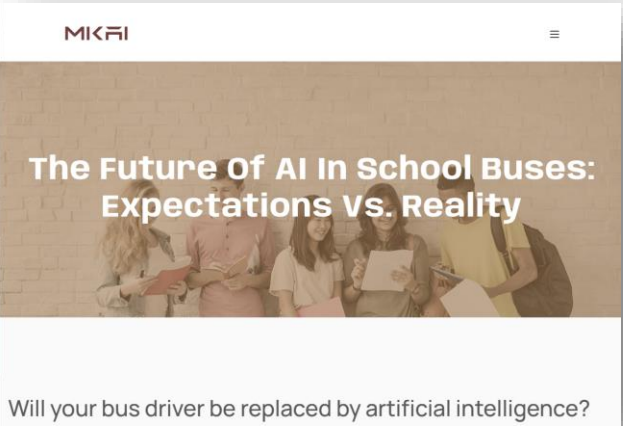 MKAI
The Future Of AI In School Buses:
Expectations Vs. Reality
Will your bus driver be replaced by artificial intelligence?